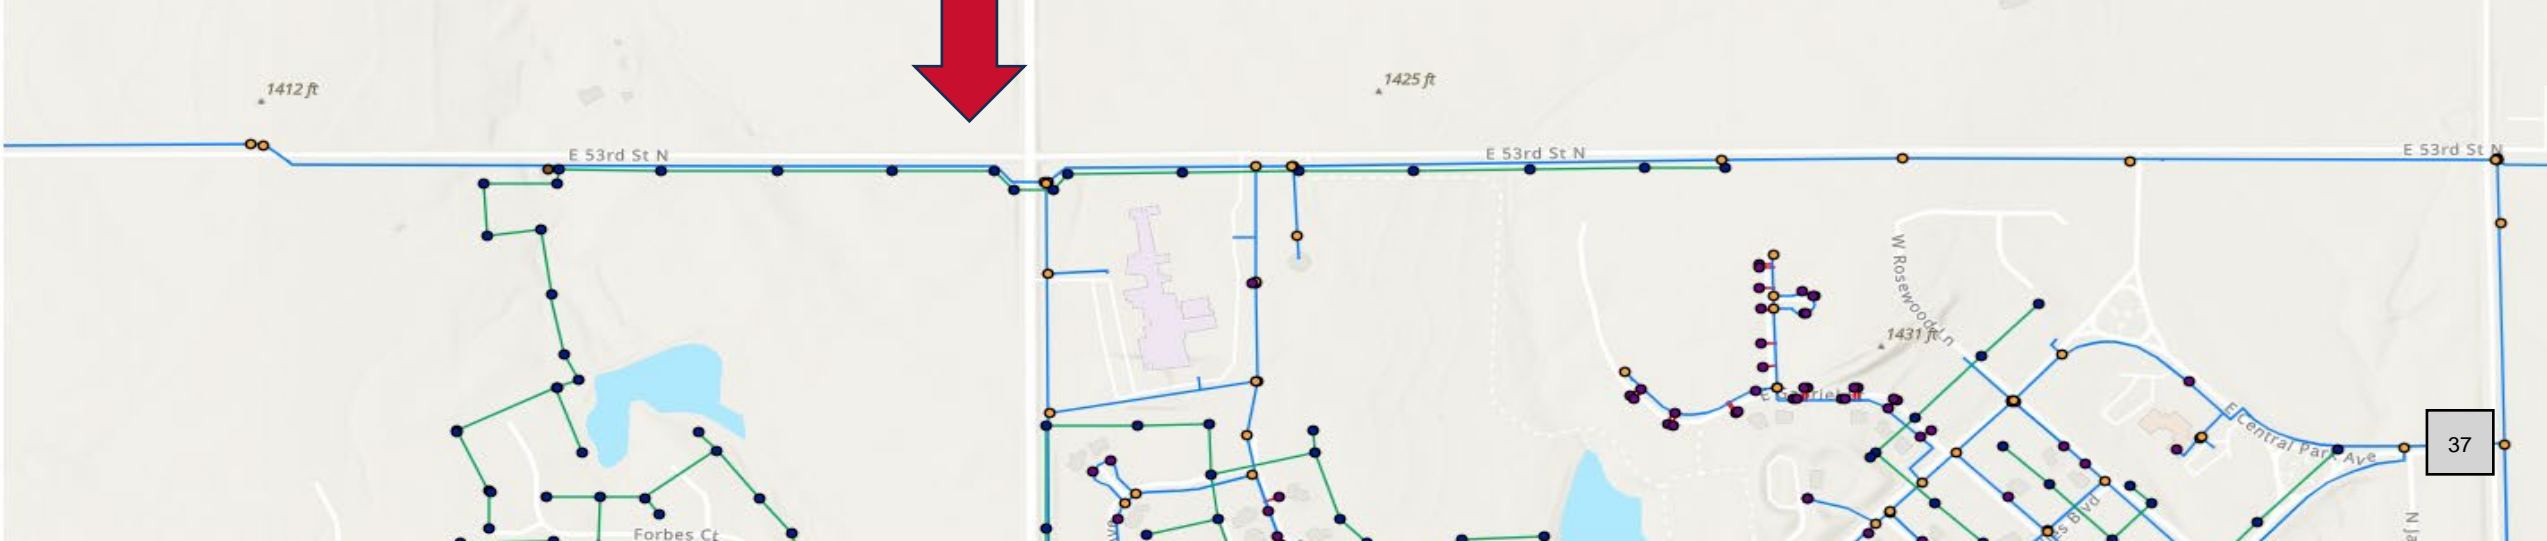 1412 ft
1425 ft
E 53rd St N
E 53rd St N
E 53rd St N
W Rosewood Ln
1431 ft
E Central Park Ave
37
Forbes Ct